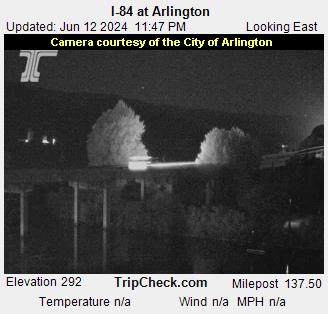 I-84 at Arlington
Updated: Jun 12 2024 11:47 PM Looking East
Camera courtesy of the City of Arlington
Elevation 292 TripCheck.com Milepost 137.50
Temperature n/a Wind n/a MPH n/a